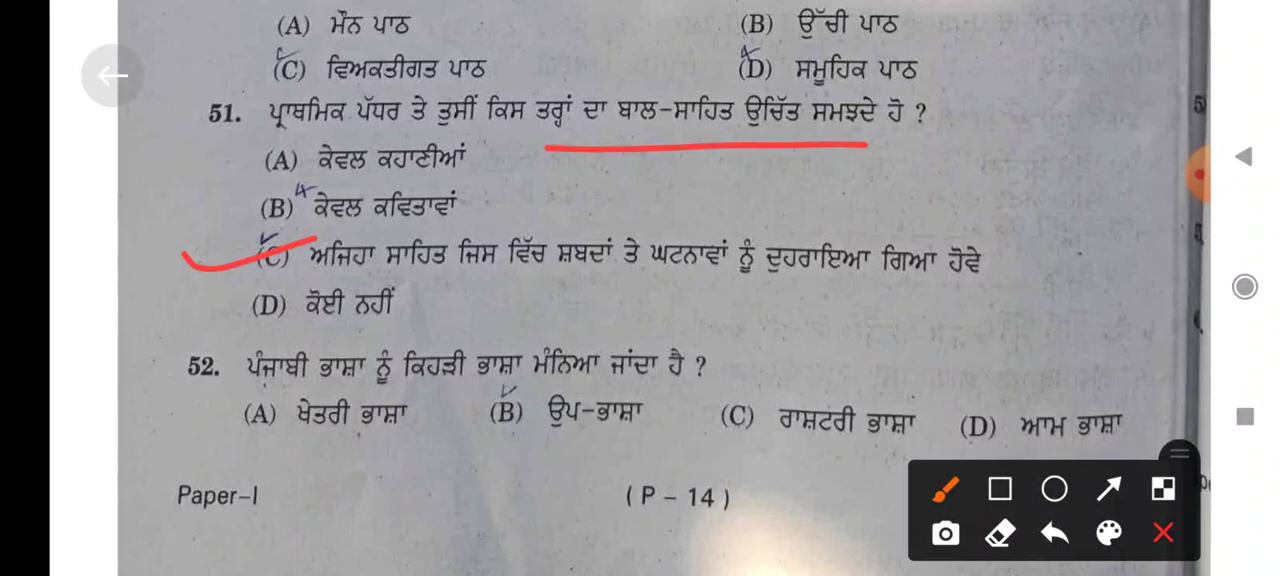 (A) ਮੌਨ ਪਾਠ (B) ਉੱਚੀ ਪਾਠ
(C) ਵਿਅਕਤੀਗਤ ਪਾਠ (D) ਸਮੂਹਿਕ ਪਾਠ
51. ਪ੍ਰਾਥਮਿਕ ਪੱਧਰ ਤੇ ਤੁਸੀਂ ਕਿਸ ਤਰ੍ਹਾਂ ਦਾ ਬਾਲ-ਸਾਹਿਤ ਉਚਿੱਤ ਸਮਝਦੇ ਹੋ ?
(A) ਕੇਵਲ ਕਹਾਣੀਆਂ
(B) ਕੇਵਲ ਕਵਿਤਾਵਾਂ
(C) ਅਜਿਹਾ ਸਾਹਿਤ ਜਿਸ ਵਿੱਚ ਸ਼ਬਦਾਂ ਤੇ ਘਟਨਾਵਾਂ ਨੂੰ ਦੁਹਰਾਇਆ ਗਿਆ ਹੋਵੇ
(D) ਕੋਈ ਨਹੀਂ
52. ਪੰਜਾਬੀ ਭਾਸ਼ਾ ਨੂੰ ਕਿਹੜੀ ਭਾਸ਼ਾ ਮੰਨਿਆ ਜਾਂਦਾ ਹੈ ?
(A) ਖੇਤਰੀ ਭਾਸ਼ਾ (B) ਉਪ-ਭਾਸ਼ਾ (C) ਰਾਸ਼ਟਰੀ ਭਾਸ਼ਾ (D) ਆਮ ਭਾਸ਼ਾ
Paper-I (P - 14)